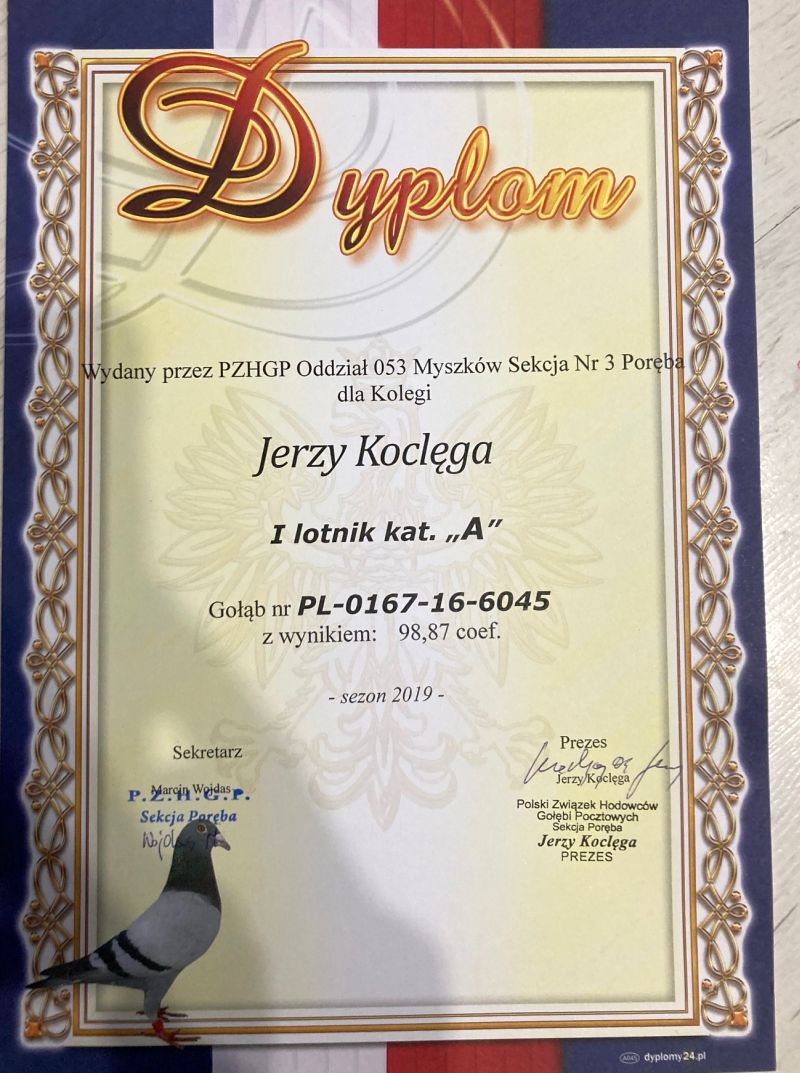 Dyplom
Wydany przez PZHGP Oddział 053 Myszków Sekcja Nr 3 Poręba
dla Kolegi
Jerzy Koclęga
I lotnik kat. „A”
Gołąb nr PL-0167-16-6045
z wynikiem: 98,87 coef.
- sezon 2019 -
Sekretarz
Marcin Wojdas
P.Z.H.G.P.
Sekcja Poręba
Prezes
Jerzy Koclęga
Polski Związek Hodowców
Gołębi Pocztowych
Sekcja Poręba
Jerzy Koclęga
PREZES
A045 dyplomy24.pl